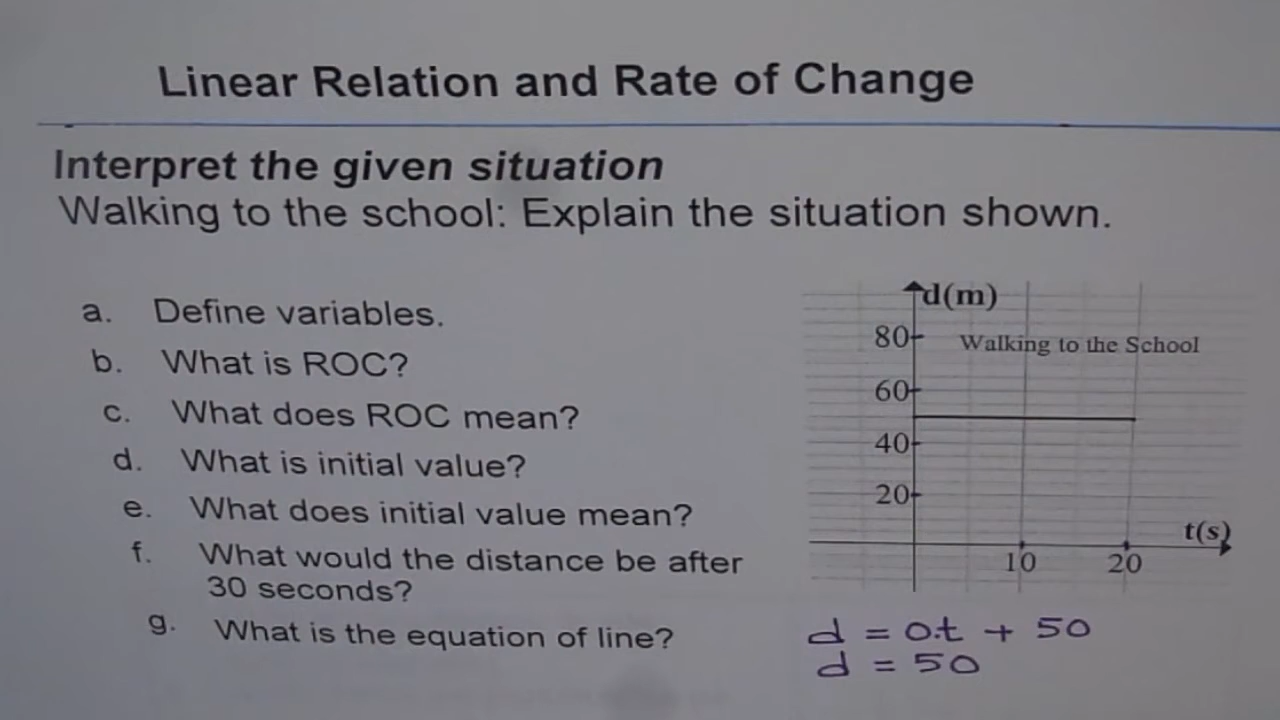 Linear Relation and Rate of Change
Interpret the given situation
Walking to the school: Explain the situation shown.
a. Define variables.
b. What is ROC?
c. What does ROC mean?
d. What is initial value?
e. What does initial value mean?
f. What would the distance be after
30 seconds?
g. What is the equation of line?
d(m)
80
Walking to the School
60
40
20
t(s)
10 20
d = 0.t + 50
d = 50